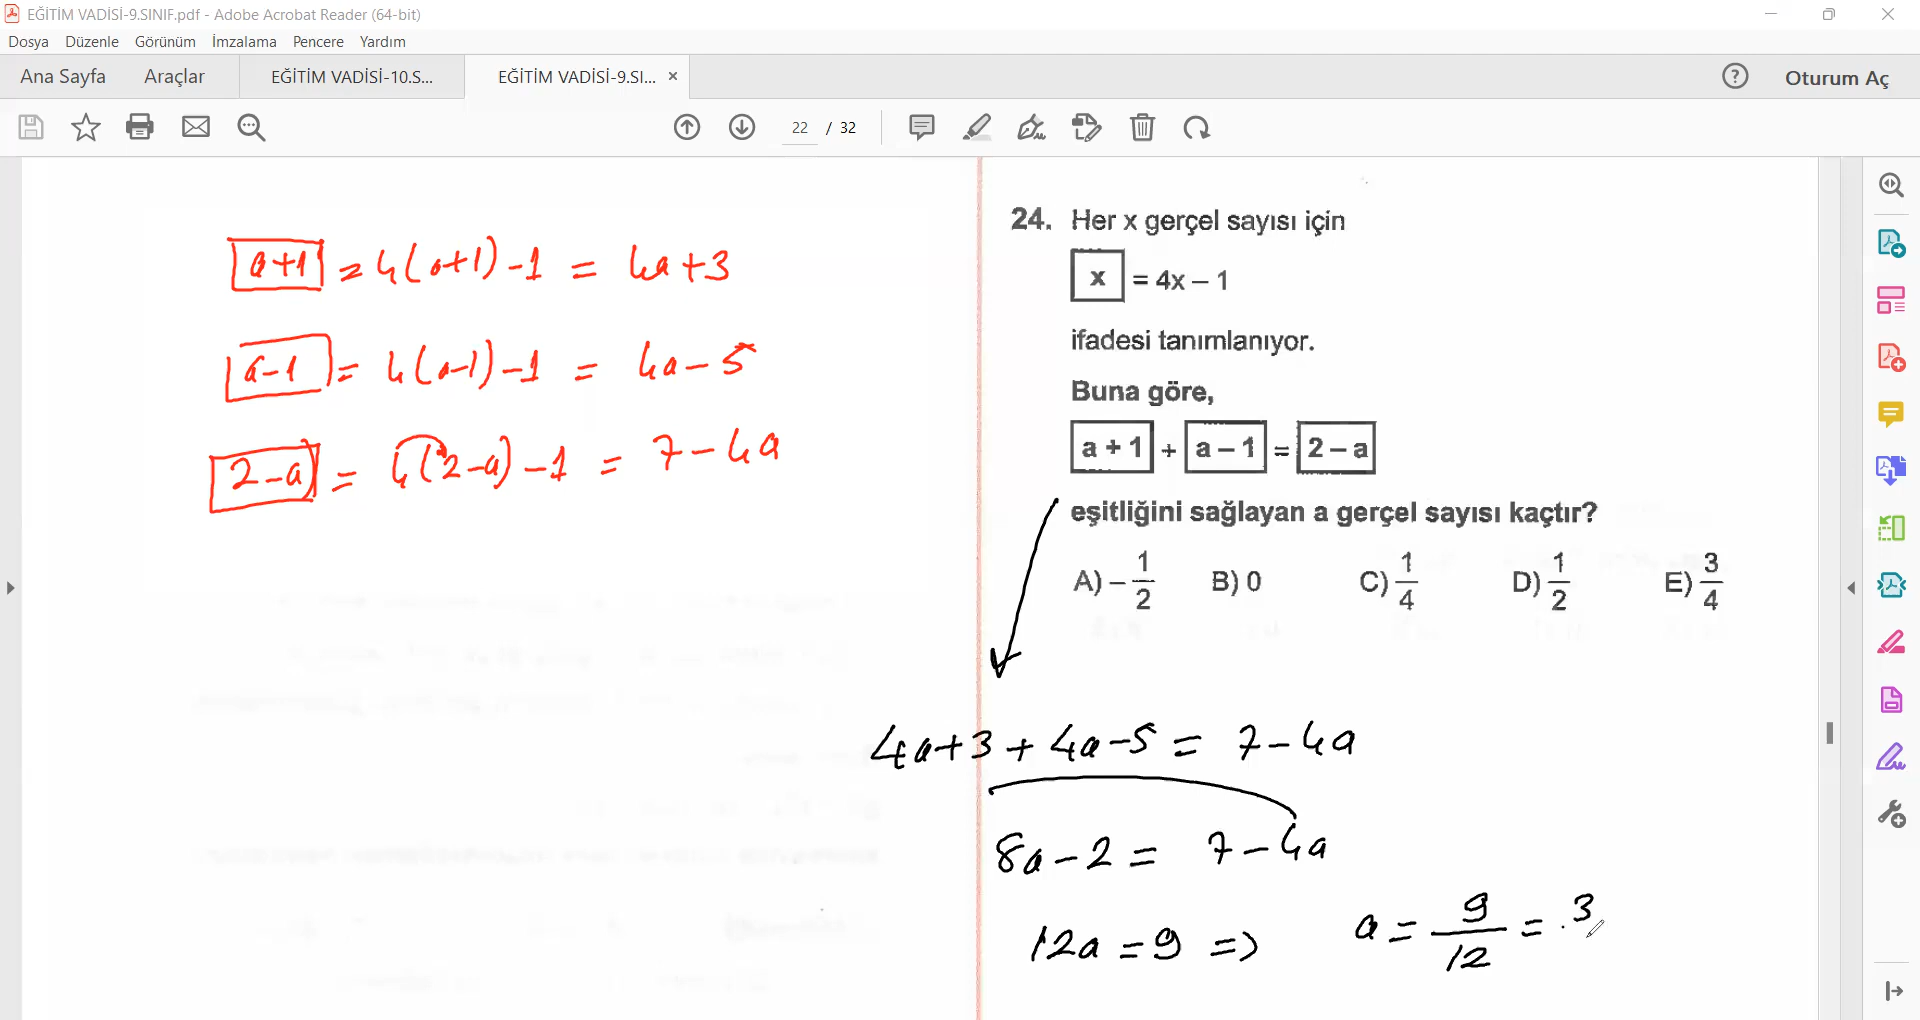 EĞİTİM VADİSİ-9.SINIF.pdf - Adobe Acrobat Reader (64-bit)
Dosya Düzenle Görünüm İmzalama Pencere Yardım
Ana Sayfa Araçlar EĞİTİM VADİSİ-10.S... EĞİTİM VADİSİ-9.SI... × ? Oturum Aç
22 / 32
a+1 = 4(a+1)-1 = 4a+3
a-1 = 4(a-1)-1 = 4a-5
2-a = 4(2-a)-1 = 7-4a
24. Her x gerçel sayısı için
x = 4x – 1
ifadesi tanımlanıyor.
Buna göre,
a + 1 + a – 1 = 2 – a
eşitliğini sağlayan a gerçel sayısı kaçtır?
A) –1/2 B) 0 C) 1/4 D) 1/2 E) 3/4
4a+3+4a-5 = 7-4a
8a-2 = 7-4a
12a=9 => a = 9/12 = 3